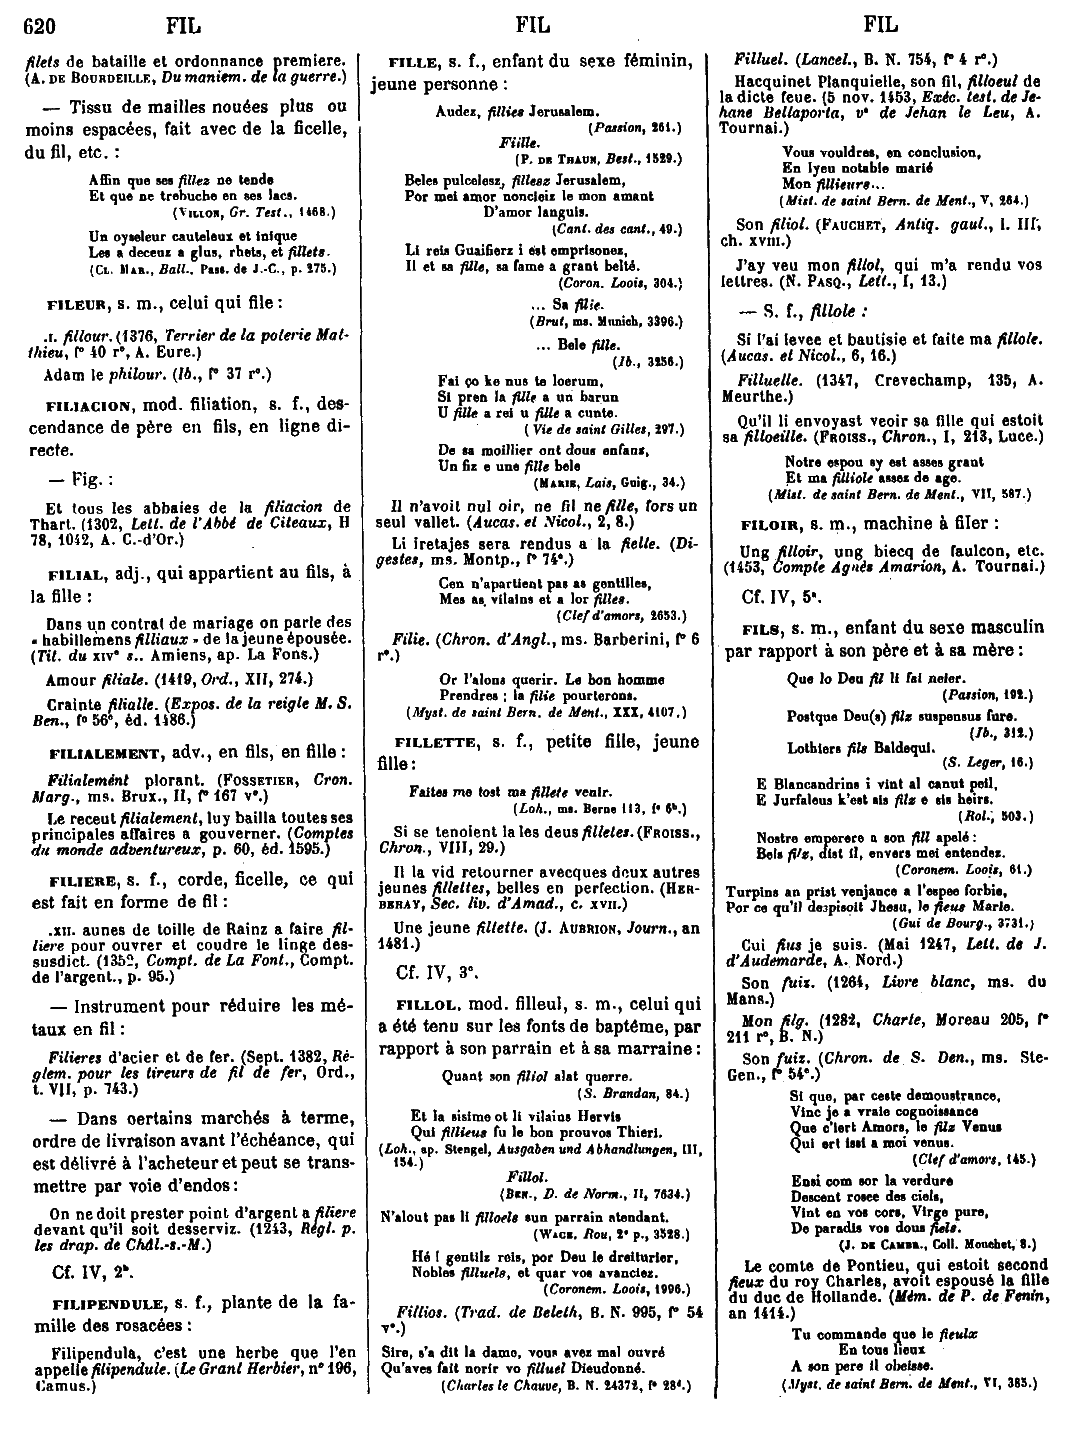 620 FIL FIL FIL
filets de bataille et ordonnance premiere.
(A. DE BOURDEILLE, Du maniem. de la guerre.)
— Tissu de mailles nouées plus ou
moins espacées, fait avec de la ficelle,
du fil, etc. :
Affin que ses fillez ne tende
Et que ne trebuche en ses lacs.
(VILLON, Gr. Test., 1468.)
Un oyseleur cauteleux et inique
Les a deceuz a glus, rhets, et fillets.
(CL. MAR., Ball., Pass. de J.-C., p. 275.)
FILEUR, s. m., celui qui file :
.I. fillour. (1376, Terrier de la poterie Mat-
thieu, f° 40 r°, A. Eure.)
Adam le philour. (Ib., f° 37 r°.)
FILIACION, mod. filiation, s. f., des-
cendance de père en fils, en ligne di-
recte.
— Fig. :
Et tous les abbaies de la filiacion de
Thart. (1302, Lett. de l'Abbé de Citeaux, H
78, 1042, A. C.-d'Or.)
FILIAL, adj., qui appartient au fils, à
la fille :
Dans un contrat de mariage on parle des
« habillemens filliaux » de la jeune épousée.
(Tit. du XIV° s.. Amiens, ap. La Fons.)
Amour filiale. (1419, Ord., XII, 274.)
Crainte filialle. (Expos. de la reigle M. S.
Ben., f° 56°, éd. 1486.)
FILIALEMENT, adv., en fils, en fille :
Filialemént plorant. (FOSSETIER, Cron.
Marg., ms. Brux., II, f° 167 v°.)
Le receut filialement, luy bailla toutes ses
principales affaires a gouverner. (Comptes
du monde adventureux, p. 60, éd. 1595.)
FILIERE, s. f., corde, ficelle, ce qui
est fait en forme de fil :
.XII. aunes de toille de Rainz a faire fil-
liere pour ouvrer et coudre le linge des-
susdict. (1352, Compt. de La Font., Compt.
de l'argent., p. 95.)
— Instrument pour réduire les mé-
taux en fil :
Filieres d'acier et de fer. (Sept. 1382, Ré-
glem. pour les tireurs de fil de fer, Ord.,
t. VII, p. 743.)
— Dans certains marchés à terme,
ordre de livraison avant l'échéance, qui
est délivré à l'acheteur et peut se trans-
mettre par voie d'endos :
On ne doit prester point d'argent a filiere
devant qu'il soit desserviz. (1243, Régl. p.
les drap. de Châl.-s.-M.)
Cf. IV, 2ᵇ.
FILIPENDULE, s. f., plante de la fa-
mille des rosacées :
Filipendula, c'est une herbe que l'en
appelle filipendule. (Le Grant Herbier, n° 196,
Camus.)
FILLE, s. f., enfant du sexe féminin,
jeune personne :
Audez, fillies Jerusalem.
(Passion, 261.)
Fiille.
(P. DE THAUN, Best., 1529.)
Beles pulcelesz, fillesz Jerusalem,
Por mei amor noncieiz le mon amant
D'amor languis.
(Cant. des cant., 49.)
Li reis Guaifierz i est emprisonez,
Il et sa fille, sa fame a grant belté.
(Coron. Loois, 304.)
... Sa filie.
(Brut, ms. Munich, 3396.)
... Bele fille.
(Ib., 3256.)
Fai ço ke nus te loerum,
Si pren la fille a un barun
U fille a rei u fille a cunte.
(Vie de saint Gilles, 297.)
De sa moillier ont dous enfanz,
Un fiz e une fille bele
(MARIE, Lais, Guig., 34.)
Il n'avoit nul oir, ne fil ne fille, fors un
seul vallet. (Aucas. et Nicol., 2, 8.)
Li iretajes sera rendus a la fielle. (Di-
gestes, ms. Montp., f° 74ª.)
Cen n'apartient pas as gentilles,
Mes as vilains et a lor filles.
(Clef d'amors, 2653.)
Filie. (Chron. d'Angl., ms. Barberini, f° 6
r°.)
Or l'alons querir. Le bon homme
Prendres ; la filie pourterons.
(Myst. de saint Bern. de Ment., XXX, 4107.)
FILLETTE, s. f., petite fille, jeune
fille :
Faites me tost ma fillete venir.
(Loh., ms. Berne 113, f° 6ᵇ.)
Si se tenoient la les deus filletes. (FROISS.,
Chron., VIII, 29.)
Il la vid retourner avecques deux autres
jeunes fillettes, belles en perfection. (HER-
BERAY, Sec. liv. d'Amad., c. XVII.)
Une jeune fillette. (J. AUBRION, Journ., an
1481.)
Cf. IV, 3ᶜ.
FILLOL, mod. filleul, s. m., celui qui
a été tenu sur les fonts de baptéme, par
rapport à son parrain et à sa marraine :
Quant son filiol alat querre.
(S. Brandan, 84.)
Et la sisime ot li vilains Hervis
Qui fillieus fu le bon prouvos Thieri.
(Loh., ap. Stengel, Ausgaben und Abhandlungen, III,
154.)
Fillol.
(BEN., D. de Norm., II, 7634.)
N'alout pas li filloels sun parrain atendant.
(WACE, Rou, 2° p., 3528.)
Hé ! gentilz reis, por Deu le dreiturier,
Nobles filluels, et quar vos avanciez.
(Coronem. Loois, 1996.)
Fillios. (Trad. de Beleth, B. N. 995, f° 54
v°.)
Sire, s'a dit la dame, vous avez mal ouvré
Qu'aves fait norir vo filluel Dieudonné.
(Charles le Chauve, B. N. 24372, f° 28ᵈ.)
Filluel. (Lancel., B. N. 754, f° 4 r°.)
Hacquinet Planquielle, son fil, filloeul de
la dicte feue. (5 nov. 1453, Exéc. test. de Je-
hane Bellaporta, vᵉ de Jehan le Leu, A.
Tournai.)
Vous vouldres, en conclusion,
En lyeu notable marié
Mon fillieurs...
(Mist. de saint Bern. de Ment., V, 264.)
Son filiol. (FAUCHET, Antiq. gaul., l. III,
ch. XVIII.)
J'ay veu mon fillol, qui m'a rendu vos
lettres. (N. PASQ., Lett., I, 13.)
— S. f., fillole :
Si l'ai levee et bautisie et faite ma fillole.
(Aucas. et Nicol., 6, 16.)
Filluelle. (1347, Crevechamp, 135, A.
Meurthe.)
Qu'il li envoyast veoir sa fille qui estoit
sa filloeille. (FROISS., Chron., I, 213, Luce.)
Notre espou sy est asses grant
Et ma filliole assez de age.
(Mist. de saint Bern. de Ment., VII, 587.)
FILOIR, s. m., machine à filer :
Ung filloir, ung biecq de faulcon, etc.
(1453, Compte Agnès Amarion, A. Tournai.)
Cf. IV, 5ᵃ.
FILS, s. m., enfant du sexe masculin
par rapport à son père et à sa mère :
Que lo Deu fil li fai neier.
(Passion, 192.)
Postque Deu(s) filz suspensus fure.
(Ib., 312.)
Lothiers fils Baldequi.
(S. Leger, 16.)
E Blancandrins i vint al canut peil,
E Jurfaleus k'est sis filz e sis heirs.
(Rol., 503.)
Nostre emperere a son fill apelé :
Bels filz, dist il, envers mei entendez.
(Coronem. Loois, 61.)
Turpins an prist venjance a l'espee forbie,
Por ce qu'il despisoit Jhesu, le fieus Marie.
(Gui de Bourg., 3731.)
Cui fius je suis. (Mai 1247, Lett. de J.
d'Audemarde, A. Nord.)
Son fuiz. (1264, Livre blanc, ms. du
Mans.)
Mon filg. (1282, Charte, Moreau 205, f°
211 r°, B. N.)
Son fuiz. (Chron. de S. Den., ms. Ste-
Gen., f° 54ᵃ.)
Si que, par ceste demoustrance,
Vinc je a vraie cognoissance
Que c'iert Amors, le filz Venus
Qui ert issi a moi venus.
(Clef d'amors, 145.)
Ensi com sor la verdure
Descent rosee des ciels,
Vint en vos cors, Virge pure,
De paradis vos dous fiels.
(J. DE CAMBR., Coll. Mouchet, 8.)
Le comte de Pontieu, qui estoit second
fieux du roy Charles, avoit espousé la fille
du duc de Hollande. (Mém. de P. de Fenin,
an 1414.)
Tu commande que le fieulx
En tous lieux
A son pere il obeisse.
(Myst. de saint Bern. de Ment., VI, 385.)